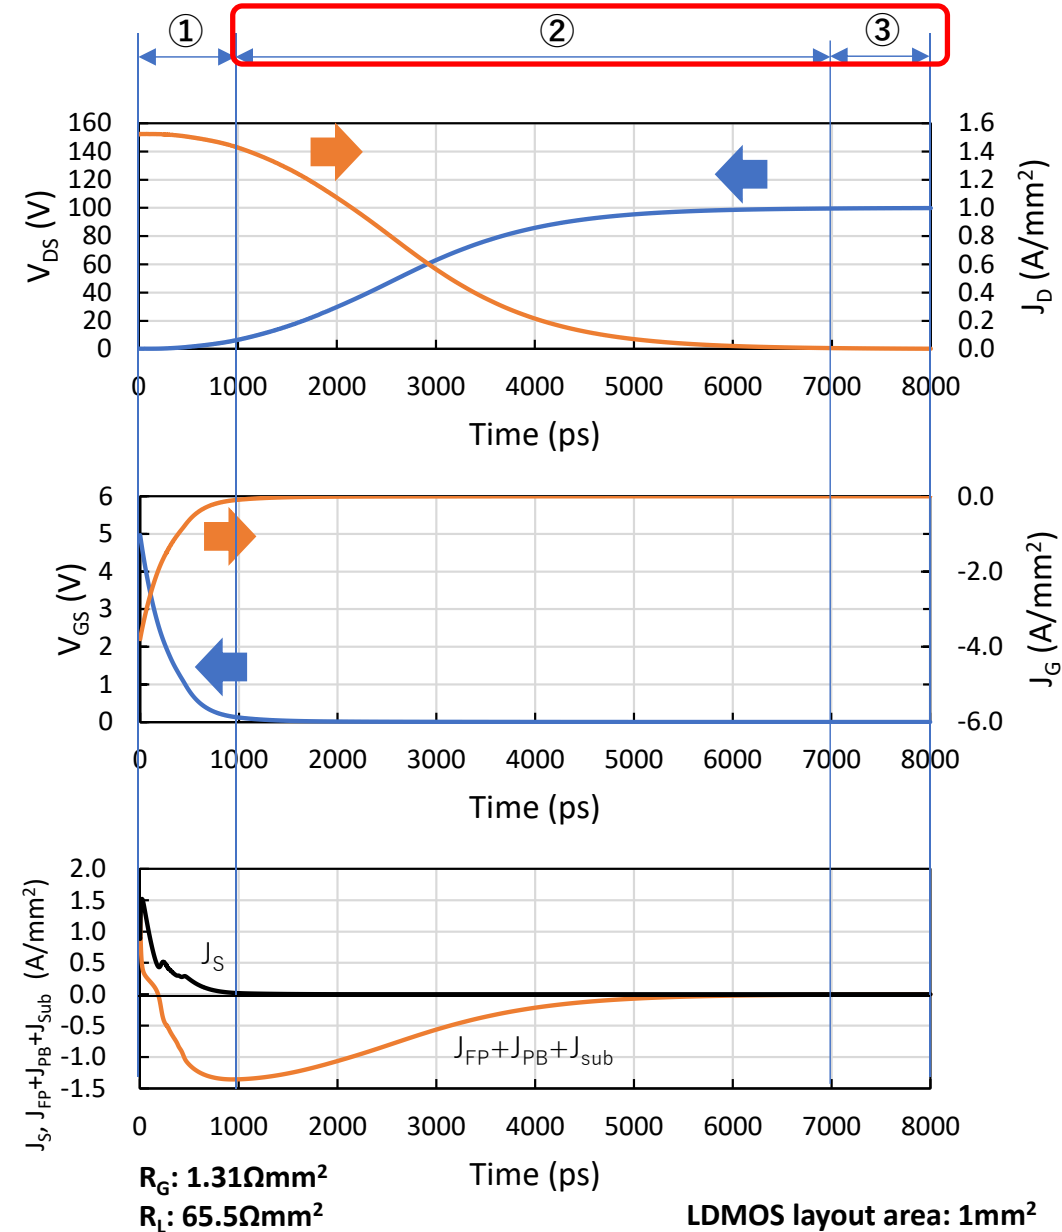 ① ② ③
160 1.6
140 1.4
120 1.2
100 1.0
80 0.8
60 0.6
40 0.4
20 0.2
0 0.0
V_DS (V)
J_D (A/mm²)
0 1000 2000 3000 4000 5000 6000 7000 8000
Time (ps)
6 0.0
5
4 -2.0
3
2 -4.0
1
0 -6.0
V_GS (V)
J_G (A/mm²)
0 1000 2000 3000 4000 5000 6000 7000 8000
Time (ps)
2.0
1.5
1.0
0.5
0.0
-0.5
-1.0
-1.5
J_S, J_FP+J_PB+J_Sub (A/mm²)
J_S
J_FP+J_PB+J_sub
0 1000 2000 3000 4000 5000 6000 7000 8000
Time (ps)
R_G: 1.31Ωmm²
R_L: 65.5Ωmm²
LDMOS layout area: 1mm²